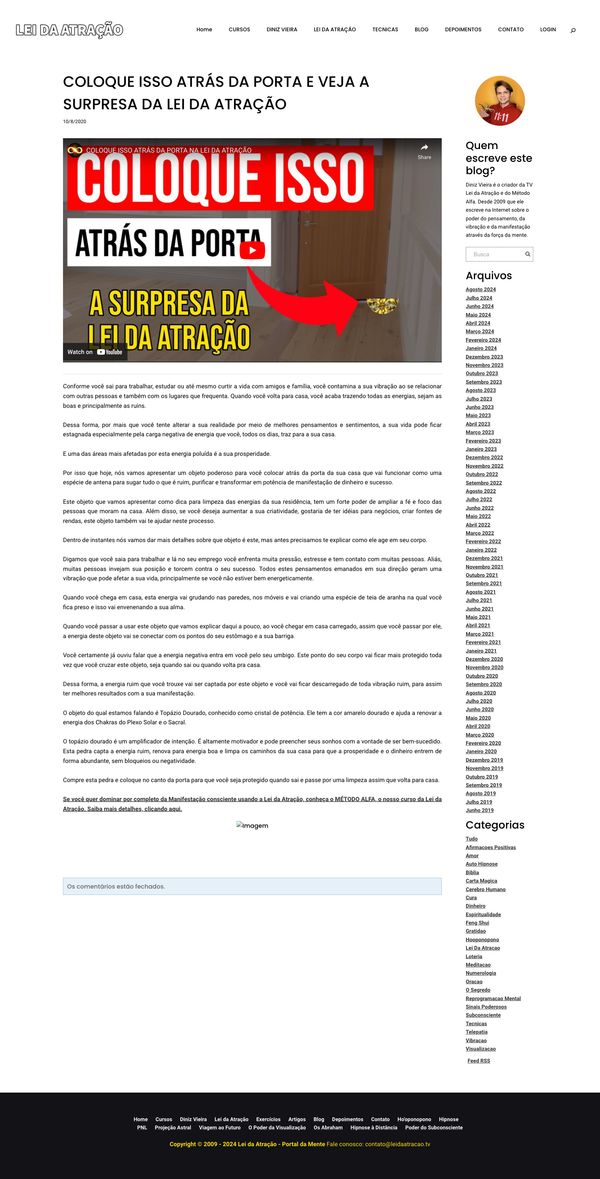 LEI DA ATRAÇÃO
Home CURSOS DINIZ VIEIRA LEI DA ATRAÇÃO TECNICAS BLOG DEPOIMENTOS CONTATO LOGIN
COLOQUE ISSO ATRÁS DA PORTA E VEJA A
SURPRESA DA LEI DA ATRAÇÃO
10/8/2020
COLOQUE ISSO ATRÁS DA PORTA NA LEI DA ATRAÇÃO
Share
COLOQUE ISSO
ATRÁS DA PORTA
A SURPRESA DA
LEI DA ATRAÇÃO
Watch on YouTube
Conforme você sai para trabalhar, estudar ou até mesmo curtir a vida com amigos e família, você contamina a sua vibração ao se relacionar
com outras pessoas e também com os lugares que frequenta. Quando você volta para casa, você acaba trazendo todas as energias, sejam as
boas e principalmente as ruins.
Dessa forma, por mais que você tente alterar a sua realidade por meio de melhores pensamentos e sentimentos, a sua vida pode ficar
estagnada especialmente pela carga negativa de energia que você, todos os dias, traz para a sua casa.
E uma das áreas mais afetadas por esta energia poluída é a sua prosperidade.
Por isso que hoje, nós vamos apresentar um objeto poderoso para você colocar atrás da porta da sua casa que vai funcionar como uma
espécie de antena para sugar tudo o que é ruim, purificar e transformar em potência de manifestação de dinheiro e sucesso.
Este objeto que vamos apresentar como dica para limpeza das energias da sua residência, tem um forte poder de ampliar a fé e foco das
pessoas que moram na casa. Além disso, se você deseja aumentar a sua criatividade, gostaria de ter idéias para negócios, criar fontes de
rendas, este objeto também vai te ajudar neste processo.
Dentro de instantes nós vamos dar mais detalhes sobre que objeto é este, mas antes precisamos te explicar como ele age em seu corpo.
Digamos que você saia para trabalhar e lá no seu emprego você enfrenta muita pressão, estresse e tem contato com muitas pessoas. Aliás,
muitas pessoas invejam sua posição e torcem contra o seu sucesso. Todos estes pensamentos emanados em sua direção geram uma
vibração que pode afetar a sua vida, principalmente se você não estiver bem energeticamente.
Quando você chega em casa, esta energia vai grudando nas paredes, nos móveis e vai criando uma espécie de teia de aranha na qual você
fica preso e isso vai envenenando a sua alma.
Quando você passar a usar este objeto que vamos explicar daqui a pouco, ao você chegar em casa carregado, assim que você passar por ele,
a energia deste objeto vai se conectar com os pontos do seu estômago e a sua barriga.
Você certamente já ouviu falar que a energia negativa entra em você pelo seu umbigo. Este ponto do seu corpo vai ficar mais protegido toda
vez que você cruzar este objeto, seja quando sai ou quando volta pra casa.
Dessa forma, a energia ruim que você trouxe vai ser captada por este objeto e você vai ficar descarregado de toda vibração ruim, para assim
ter melhores resultados com a sua manifestação.
O objeto do qual estamos falando é Topázio Dourado, conhecido como cristal de potência. Ele tem a cor amarelo dourado e ajuda a renovar a
energia dos Chakras do Plexo Solar e o Sacral.
O topázio dourado é um amplificador de intenção. É altamente motivador e pode preencher seus sonhos com a vontade de ser bem-sucedido.
Esta pedra capta a energia ruim, renova para energia boa e limpa os caminhos da sua casa para que a prosperidade e o dinheiro entrem de
forma abundante, sem bloqueios ou negatividade.
Compre esta pedra e coloque no canto da porta para que você seja protegido quando sai e passe por uma limpeza assim que volta para casa.
Se você quer dominar por completo da Manifestação consciente usando a Lei da Atração, conheça o MÉTODO ALFA, o nosso curso da Lei da
Atração. Saiba mais detalhes, clicando aqui.
Imagem
Os comentários estão fechados.
11:11
Quem
escreve este
blog?
Diniz Vieira é o criador da TV
Lei da Atração e do Método
Alfa. Desde 2009 que ele
escreve na Internet sobre o
poder do pensamento, da
vibração e da manifestação
através da força da mente.
Busca
Arquivos
Agosto 2024
Julho 2024
Junho 2024
Maio 2024
Abril 2024
Março 2024
Fevereiro 2024
Janeiro 2024
Dezembro 2023
Novembro 2023
Outubro 2023
Setembro 2023
Agosto 2023
Julho 2023
Junho 2023
Maio 2023
Abril 2023
Março 2023
Fevereiro 2023
Janeiro 2023
Dezembro 2022
Novembro 2022
Outubro 2022
Setembro 2022
Agosto 2022
Julho 2022
Junho 2022
Maio 2022
Abril 2022
Março 2022
Fevereiro 2022
Janeiro 2022
Dezembro 2021
Novembro 2021
Outubro 2021
Setembro 2021
Agosto 2021
Julho 2021
Junho 2021
Maio 2021
Abril 2021
Março 2021
Fevereiro 2021
Janeiro 2021
Dezembro 2020
Novembro 2020
Outubro 2020
Setembro 2020
Agosto 2020
Julho 2020
Junho 2020
Maio 2020
Abril 2020
Março 2020
Fevereiro 2020
Janeiro 2020
Dezembro 2019
Novembro 2019
Outubro 2019
Setembro 2019
Agosto 2019
Julho 2019
Junho 2019
Categorias
Tudo
Afirmacoes Positivas
Amor
Auto Hipnose
Bíblia
Carta Magica
Cerebro Humano
Cura
Dinheiro
Espiritualidade
Feng Shui
Gratidao
Hooponopono
Lei Da Atracao
Loteria
Meditacao
Numerologia
Oracao
O Segredo
Reprogramacao Mental
Sinais Poderosos
Subconsciente
Tecnicas
Telepatia
Vibracao
Visualizacao
Feed RSS
Home Cursos Diniz Vieira Lei da Atração Exercícios Artigos Blog Depoimentos Contato Ho'oponopono Hipnose
PNL Projeção Astral Viagem ao Futuro O Poder da Visualização Os Abraham Hipnose à Distância Poder do Subconsciente
Copyright © 2009 - 2024 Lei da Atração - Portal da Mente Fale conosco: contato@leidaatracao.tv